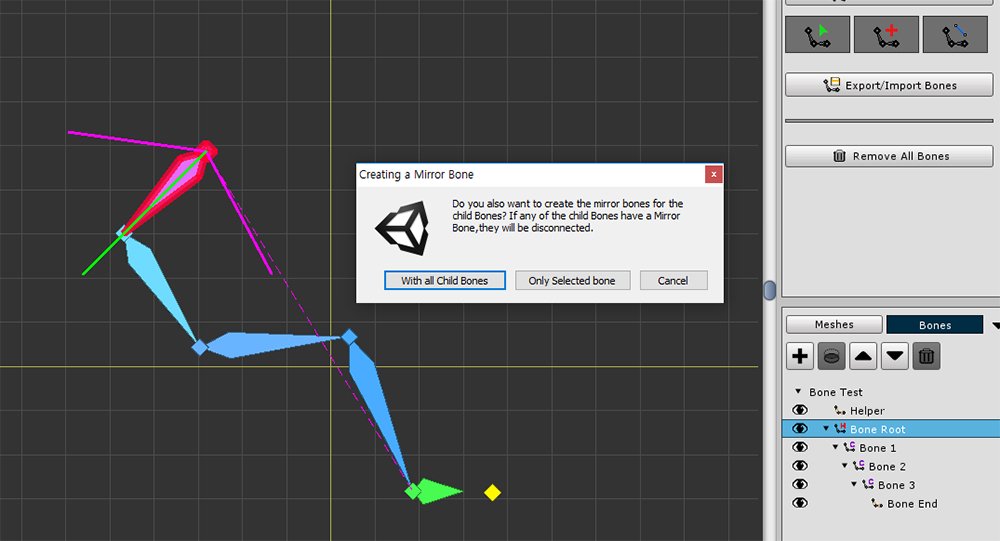 Export/Import Bones
Remove All Bones
Creating a Mirror Bone
x
Do you also want to create the mirror bones for the
child Bones? If any of the child Bones have a Mirror
Bone,they will be disconnected.
With all Child Bones
Only Selected bone
Cancel
Meshes
Bones
Bone Test
Helper
Bone Root
Bone 1
Bone 2
Bone 3
Bone End